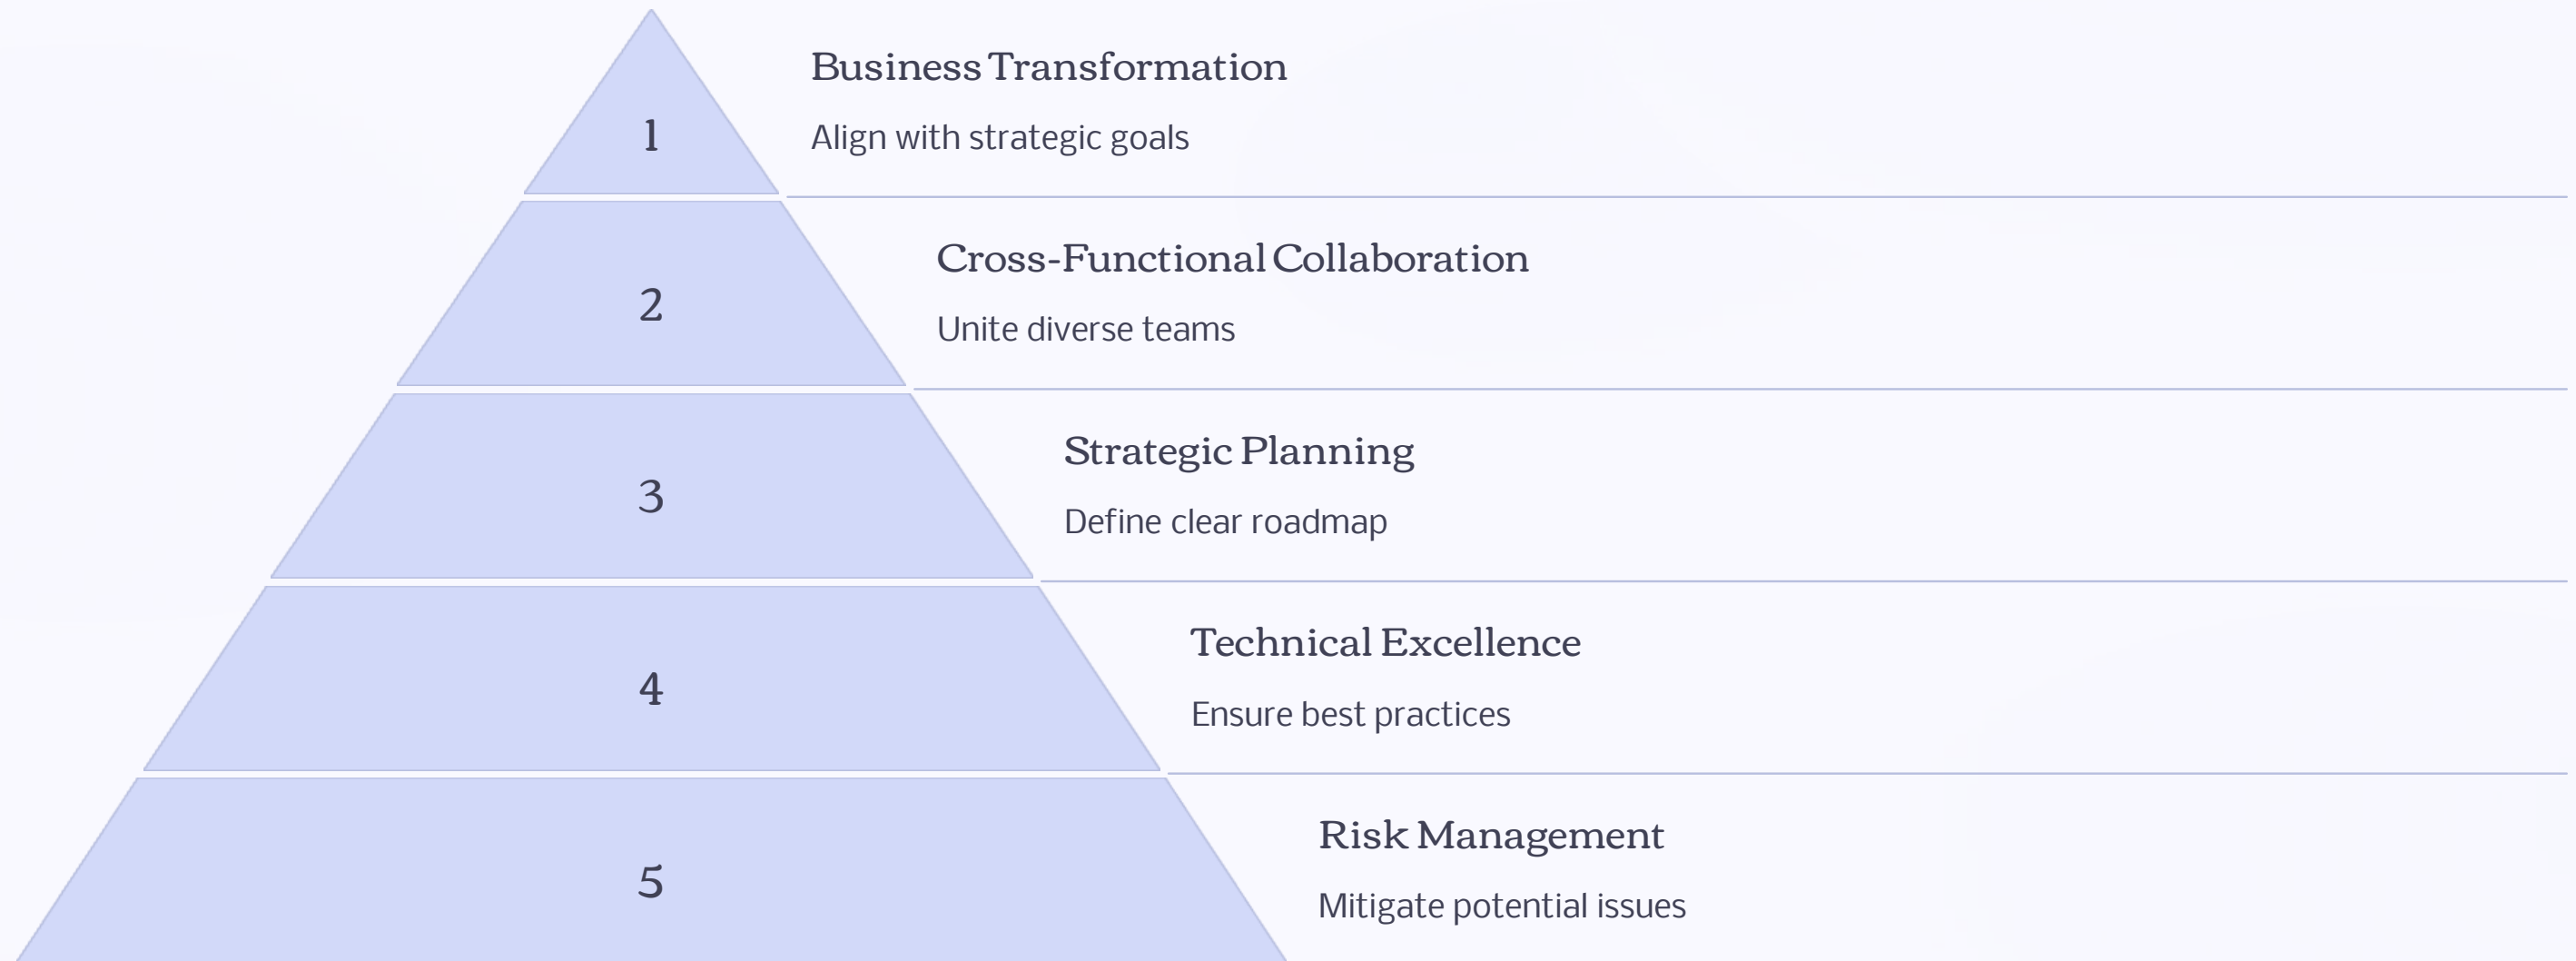 1
Business Transformation
Align with strategic goals
2
Cross-Functional Collaboration
Unite diverse teams
3
Strategic Planning
Define clear roadmap
4
Technical Excellence
Ensure best practices
5
Risk Management
Mitigate potential issues